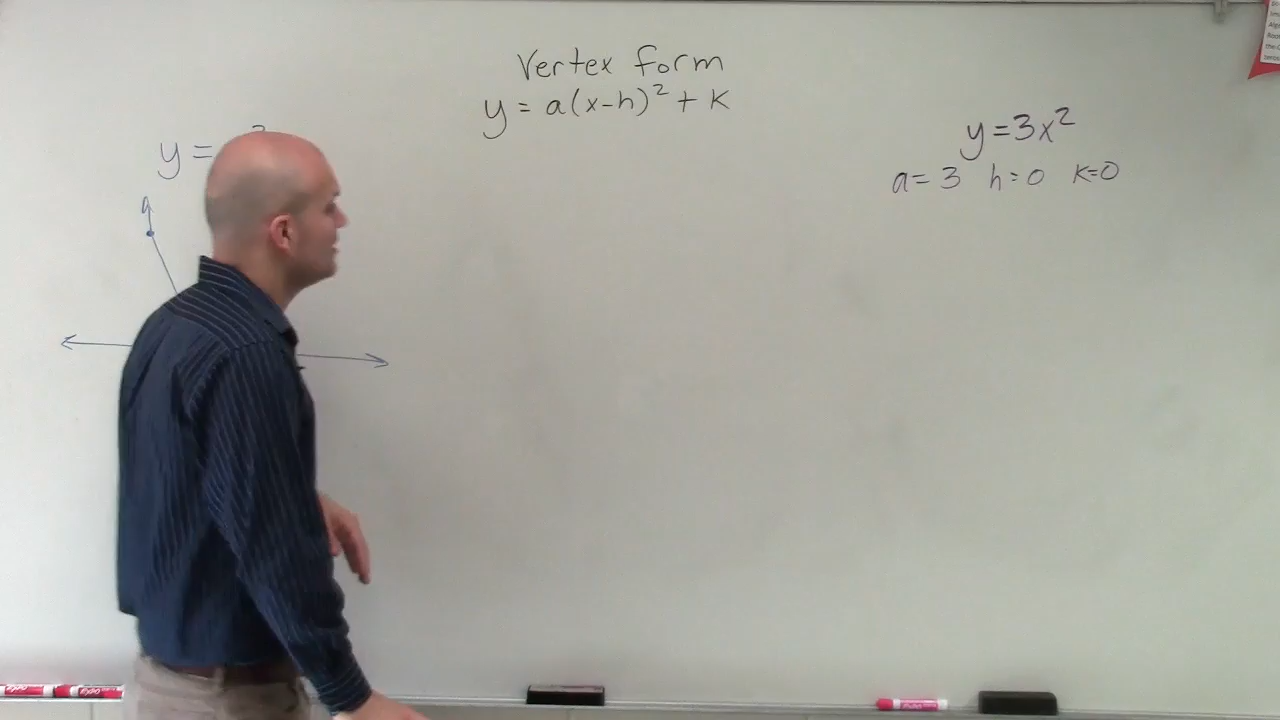 Vertex form
y = a(x-h)² + k
y =
y = 3x²
a = 3 h = 0 k = 0